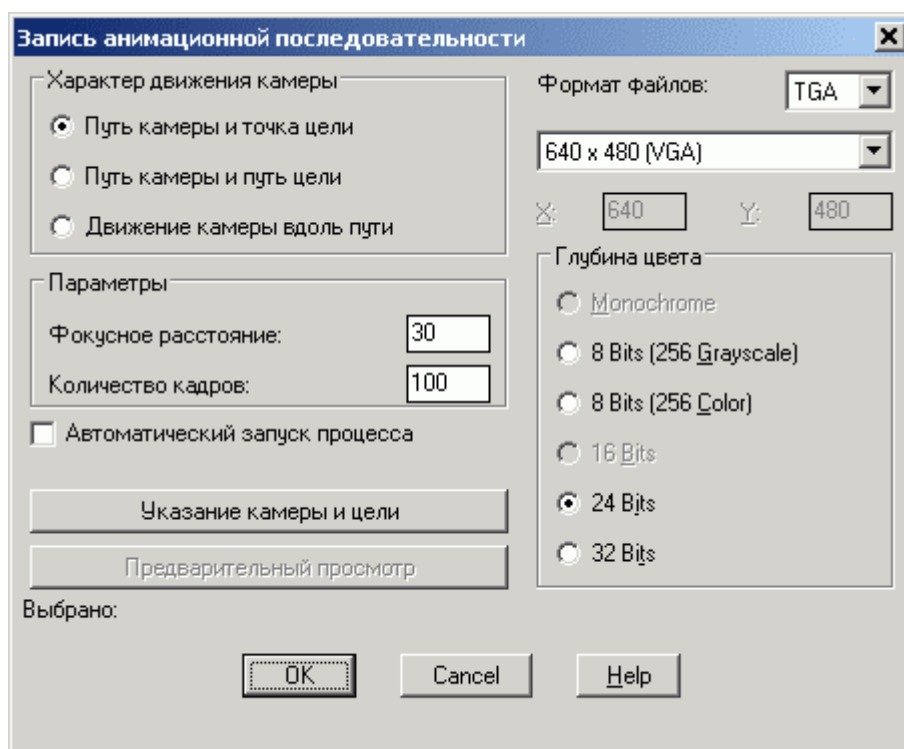 Запись анимационной последовательности
Характер движения камеры
Путь камеры и точка цели
Путь камеры и путь цели
Движение камеры вдоль пути
Параметры
Фокусное расстояние: 30
Количество кадров: 100
Автоматический запуск процесса
Указание камеры и цели
Предварительный просмотр
Выбрано:
Формат файлов: TGA
640 x 480 (VGA)
X: 640 Y: 480
Глубина цвета
Monochrome
8 Bits (256 Grayscale)
8 Bits (256 Color)
16 Bits
24 Bits
32 Bits
OK Cancel Help